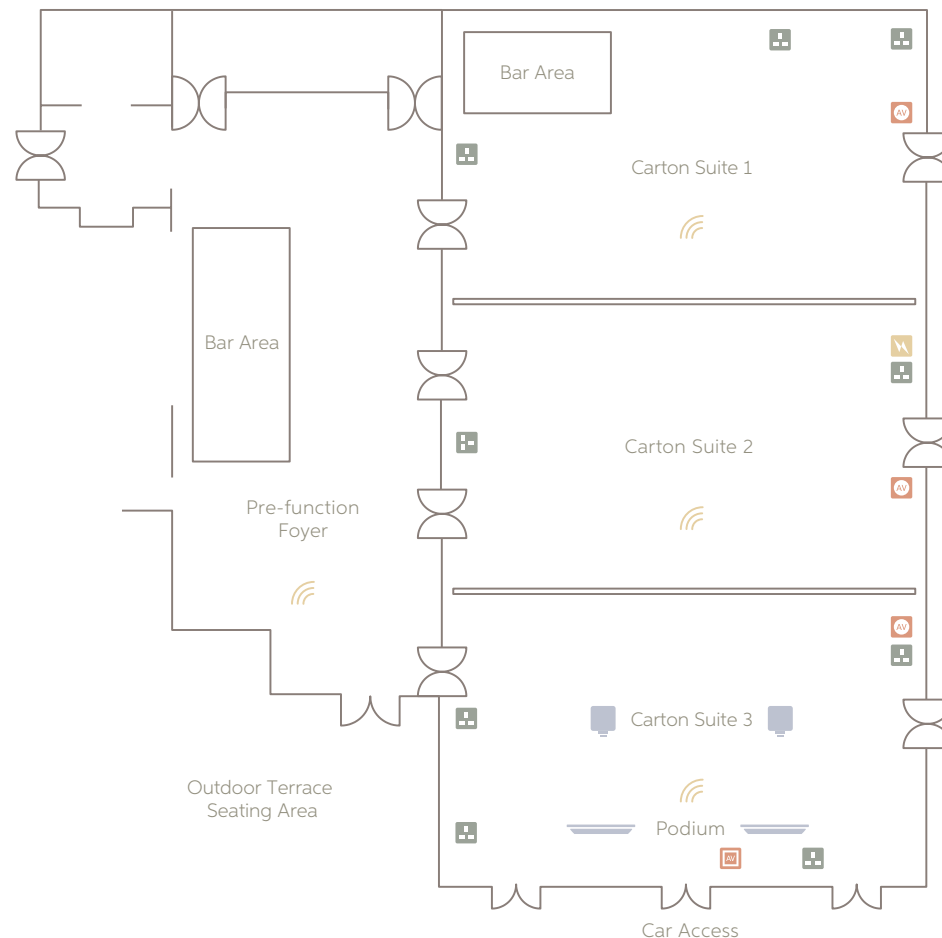 Bar Area
AV
Carton Suite 1
Bar Area
Carton Suite 2
AV
Pre-function
Foyer
AV
Carton Suite 3
Outdoor Terrace
Seating Area
Podium
AV
Car Access